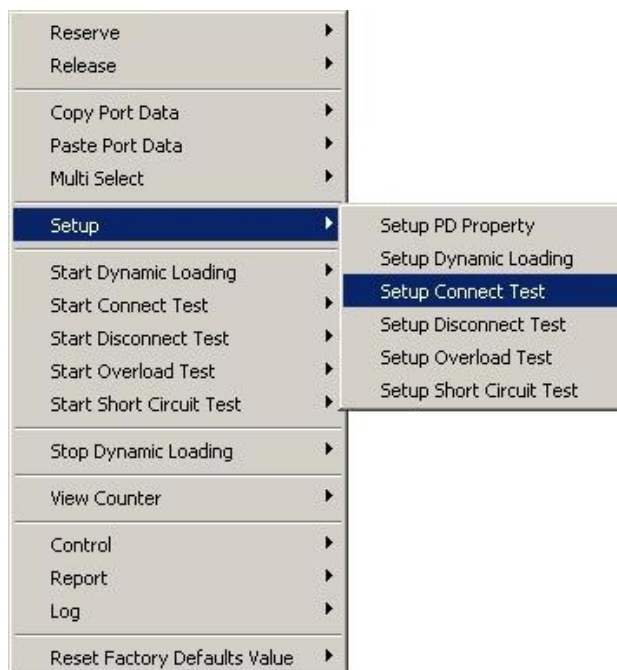 Reserve
Release
Copy Port Data
Paste Port Data
Multi Select
Setup
Start Dynamic Loading
Start Connect Test
Start Disconnect Test
Start Overload Test
Start Short Circuit Test
Stop Dynamic Loading
View Counter
Control
Report
Log
Reset Factory Defaults Value
Setup PD Property
Setup Dynamic Loading
Setup Connect Test
Setup Disconnect Test
Setup Overload Test
Setup Short Circuit Test